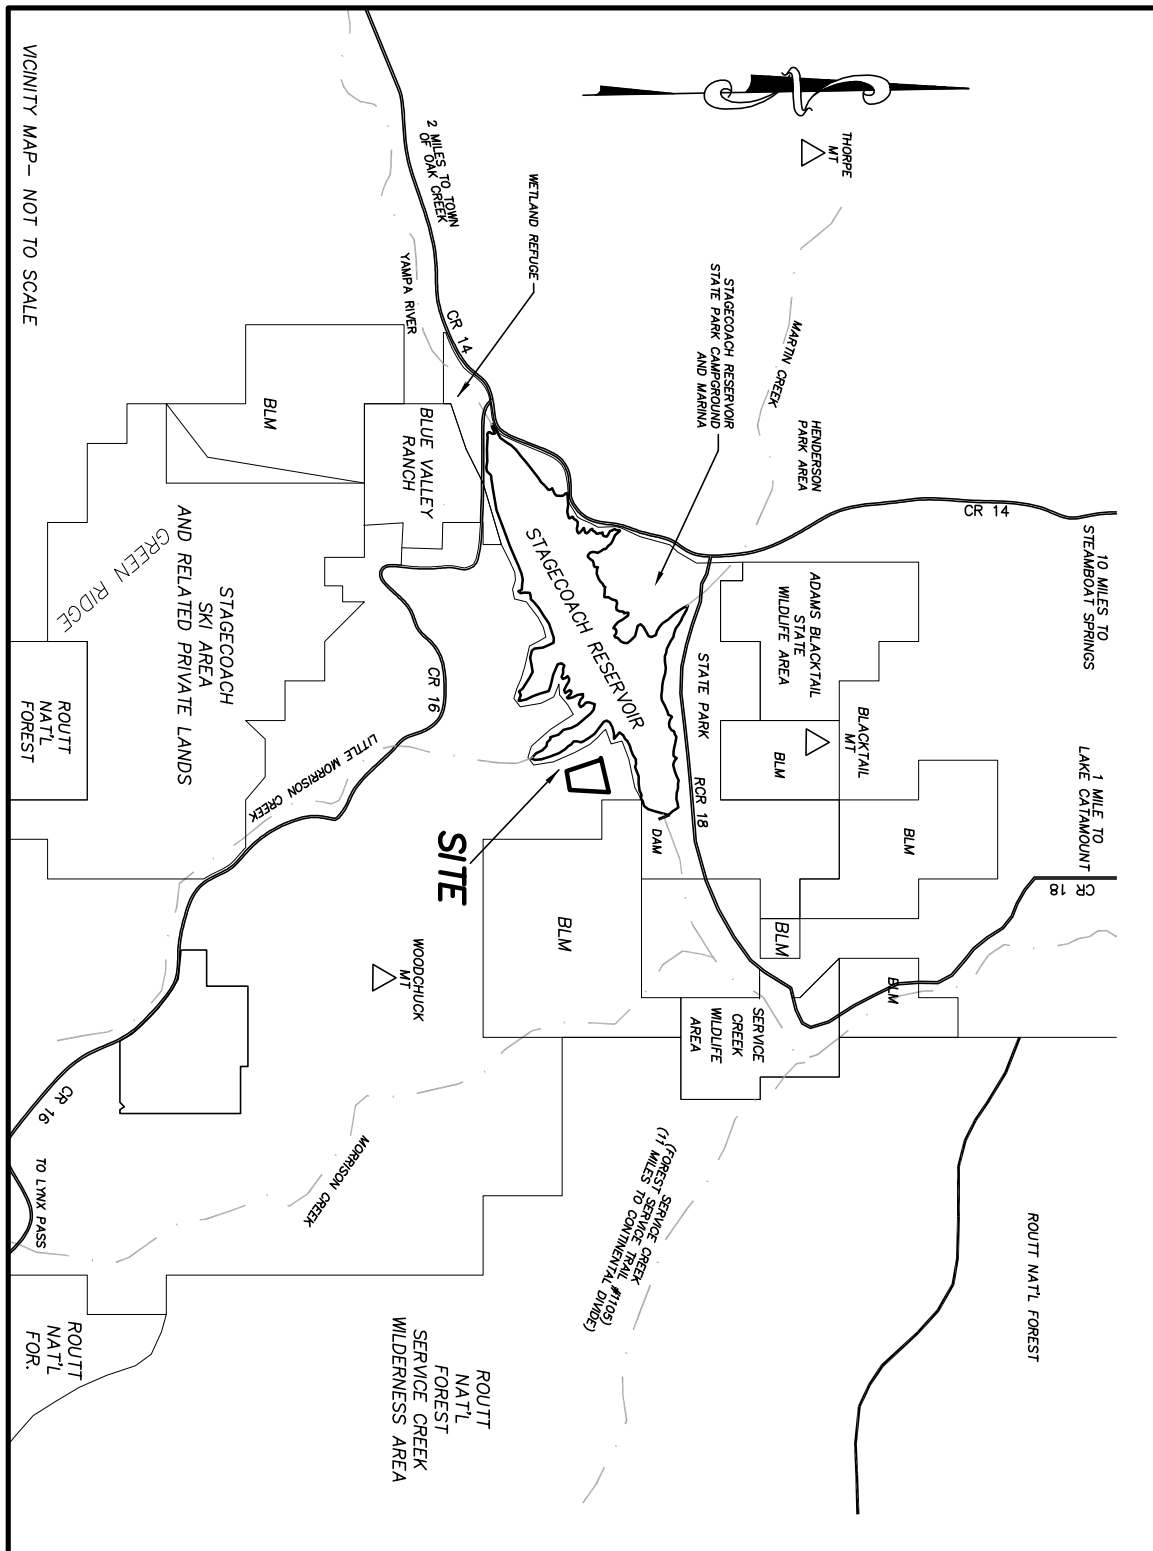 THORPE
MT
MARTIN CREEK
HENDERSON
PARK AREA
CR 14
10 MILES TO
STEAMBOAT SPRINGS
1 MILE TO
LAKE CATAMOUNT
CR 18
ROUTT NAT'L FOREST
STAGECOACH RESERVOIR
STATE PARK CAMPGROUND
AND MARINA
WETLAND REFUGE
2 MILES TO TOWN
OF OAK CREEK
YAMPA RIVER
CR 14
ADAMS BLACKTAIL
STATE
WILDLIFE AREA
BLACKTAIL
MT
BLM
BLM
BLM
BLM
STATE PARK
RCR 18
STAGECOACH RESERVOIR
DAM
SERVICE
CREEK
WILDLIFE
AREA
SERVICE CREEK
(FOREST SERVICE TRAIL #1105)
(11 MILES TO CONTINENTAL DIVIDE)
BLUE VALLEY
RANCH
BLM
SITE
BLM
CR 16
LITTLE MORRISON CREEK
WOODCHUCK
MT
MORRISON CREEK
STAGECOACH
SKI AREA
AND RELATED PRIVATE LANDS
GREEN RIDGE
ROUTT
NAT'L
FOREST
CR 16
TO LYNX PASS
ROUTT
NAT'L
FOREST
SERVICE CREEK
WILDERNESS AREA
ROUTT
NAT'L
FOR.
VICINITY MAP- NOT TO SCALE